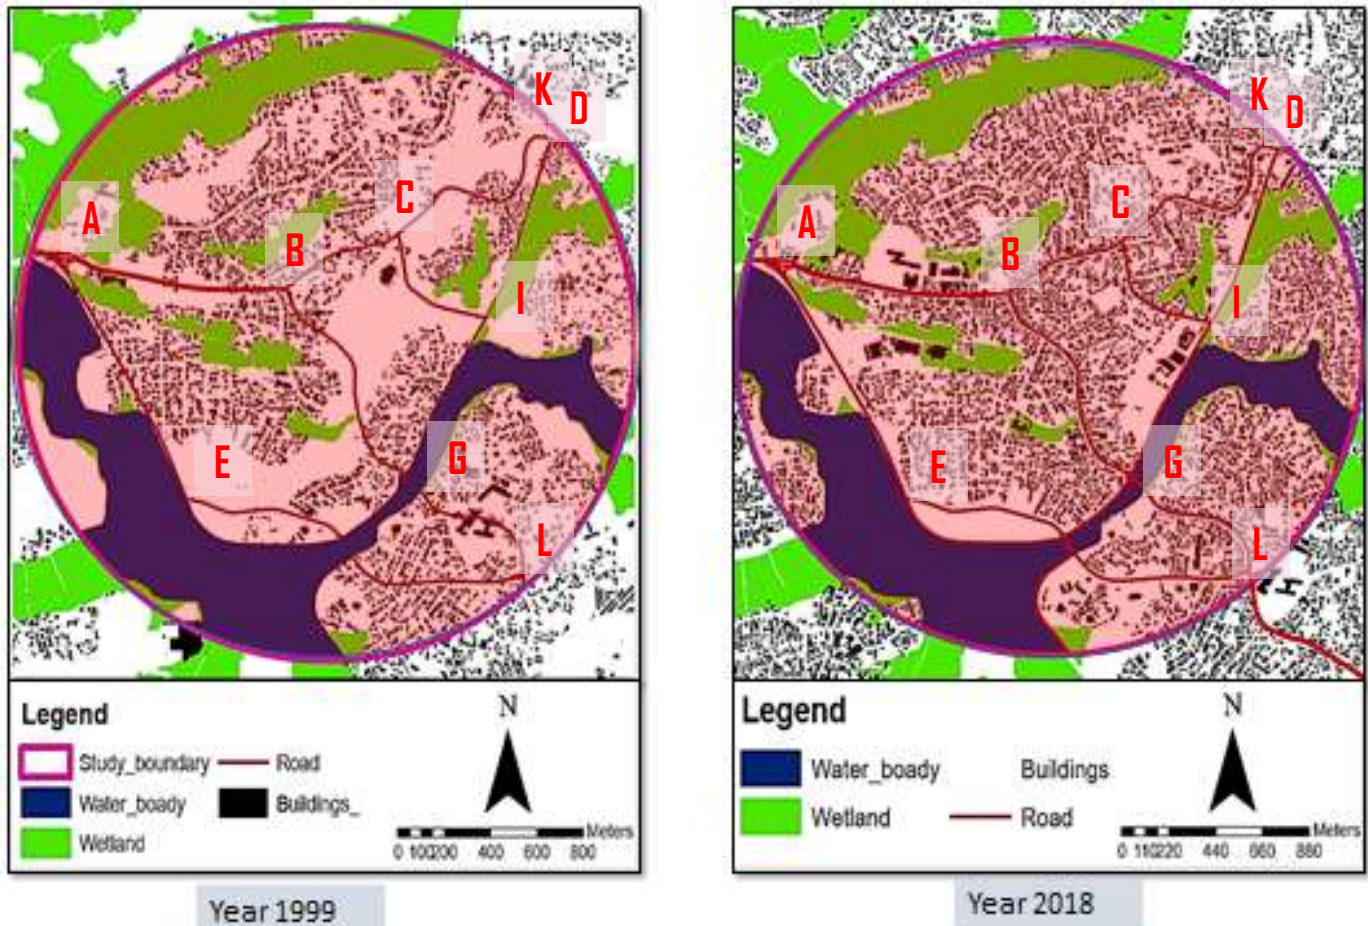 K
D
A
C
B
I
E
G
L
Legend
Study_boundary
Road
Water_boady
Buildings_
Wetland
N
Meters
0 100200 400 600 800
Year 1999
K
D
A
C
B
I
E
G
L
Legend
Water_boady
Buildings
Wetland
Road
N
Meters
0 110220 440 660 880
Year 2018